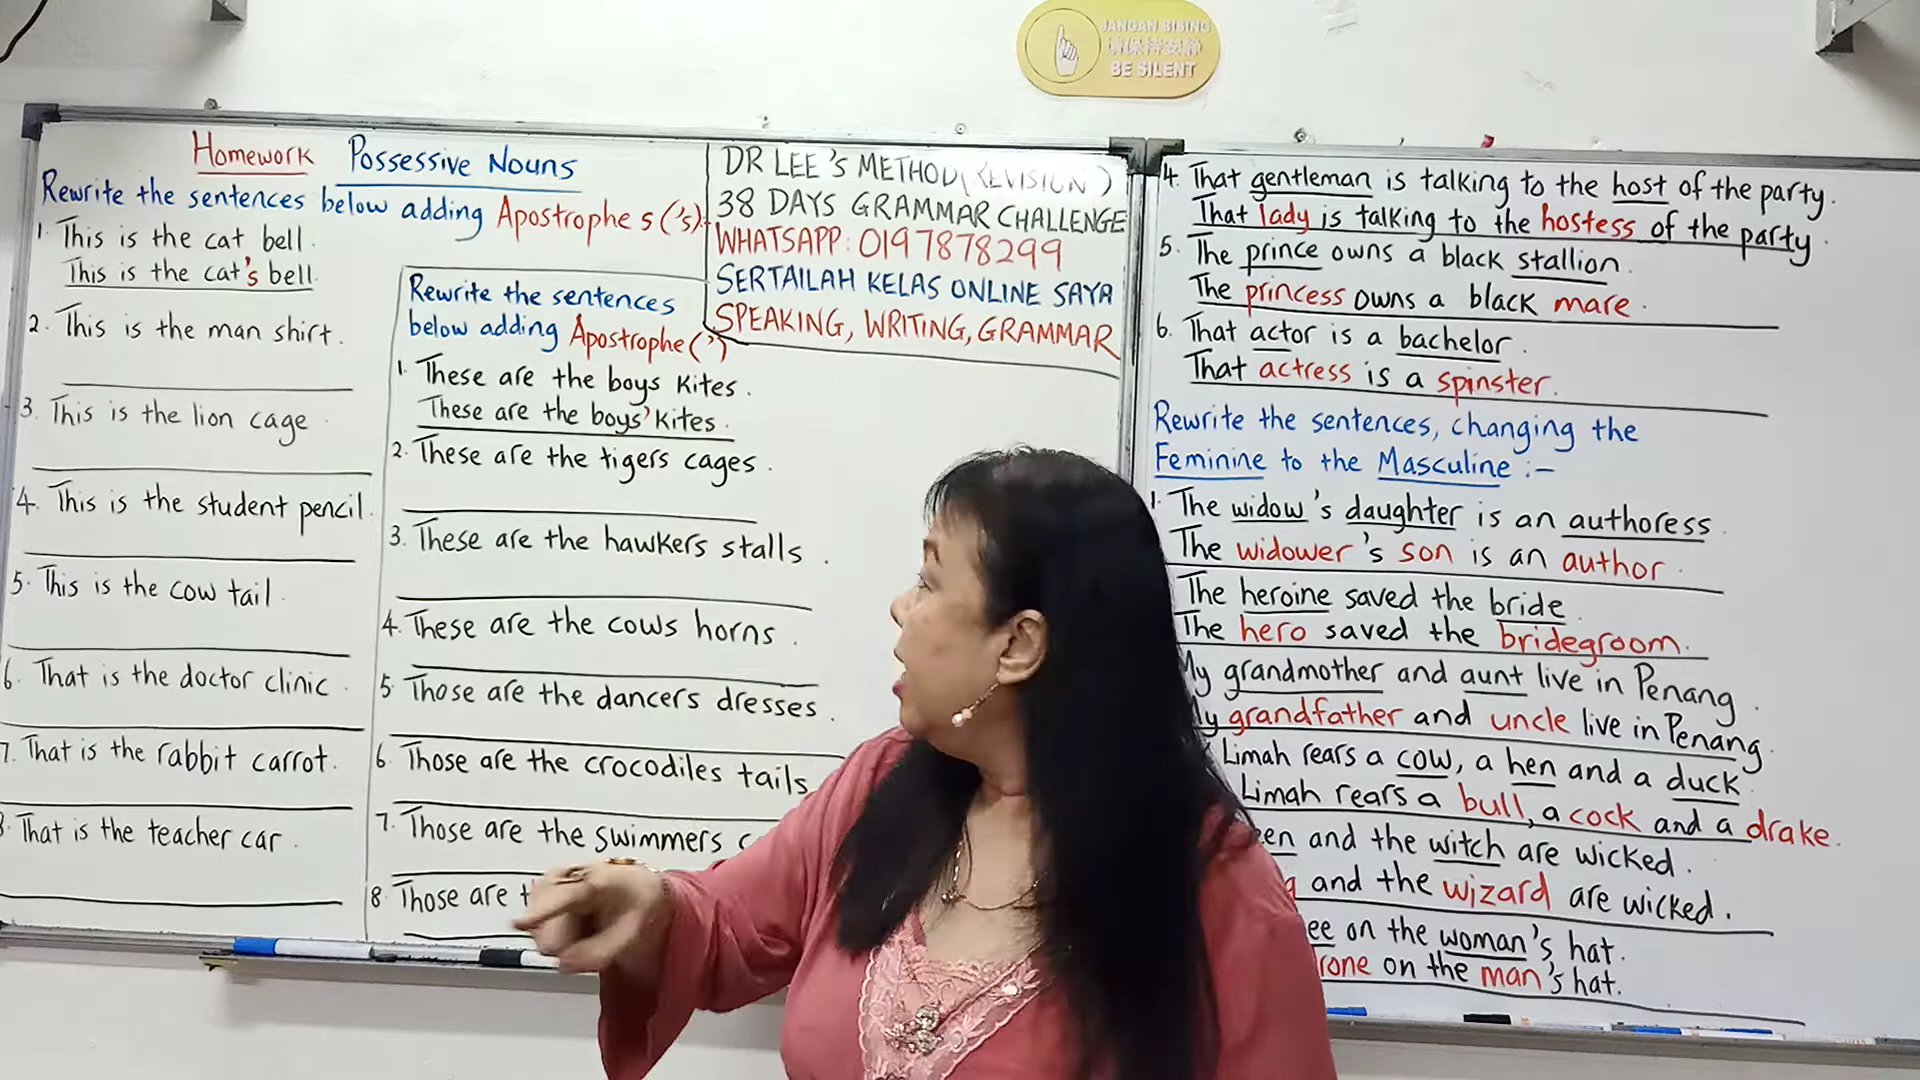 JANGAN BISING
请保持安静
BE SILENT
Homework Possessive Nouns
Rewrite the sentences below adding Apostrophe s ('s):-
1. This is the cat bell.
This is the cat's bell.
2. This is the man shirt.
3. This is the lion cage.
4. This is the student pencil.
5. This is the cow tail.
6. That is the doctor clinic.
7. That is the rabbit carrot.
8. That is the teacher car.
Rewrite the sentences
below adding Apostrophe (')
1. These are the boys kites.
These are the boys' kites.
2. These are the tigers cages.
3. These are the hawkers stalls.
4. These are the cows horns.
5. Those are the dancers dresses.
6. Those are the crocodiles tails
7. Those are the swimmers
8. Those are
DR LEE'S METHOD (REVISION)
38 DAYS GRAMMAR CHALLENGE
WHATSAPP: 0197878299
SERTAILAH KELAS ONLINE SAYA
SPEAKING, WRITING, GRAMMAR
4. That gentleman is talking to the host of the party.
That lady is talking to the hostess of the party.
5. The prince owns a black stallion.
The princess owns a black mare.
6. That actor is a bachelor.
That actress is a spinster.
Rewrite the sentences, changing the
Feminine to the Masculine :-
1. The widow's daughter is an authoress.
The widower's son is an author.
The heroine saved the bride.
The hero saved the bridegroom.
My grandmother and aunt live in Penang.
My grandfather and uncle live in Penang.
Limah rears a cow, a hen and a duck.
Limah rears a bull, a cock and a drake.
and the witch are wicked.
and the wizard are wicked.
on the woman's hat.
on the man's hat.